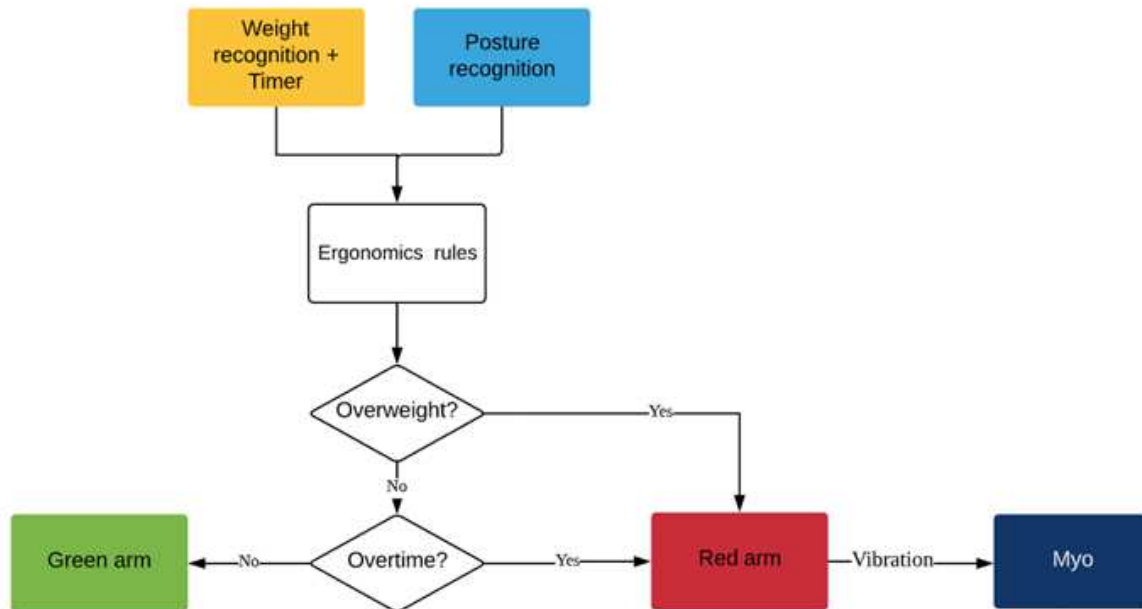 Weight
recognition +
Timer
Posture
recognition
Ergonomics rules
Overweight?
Yes
No
Green arm
No
Overtime?
Yes
Red arm
Vibration
Myo